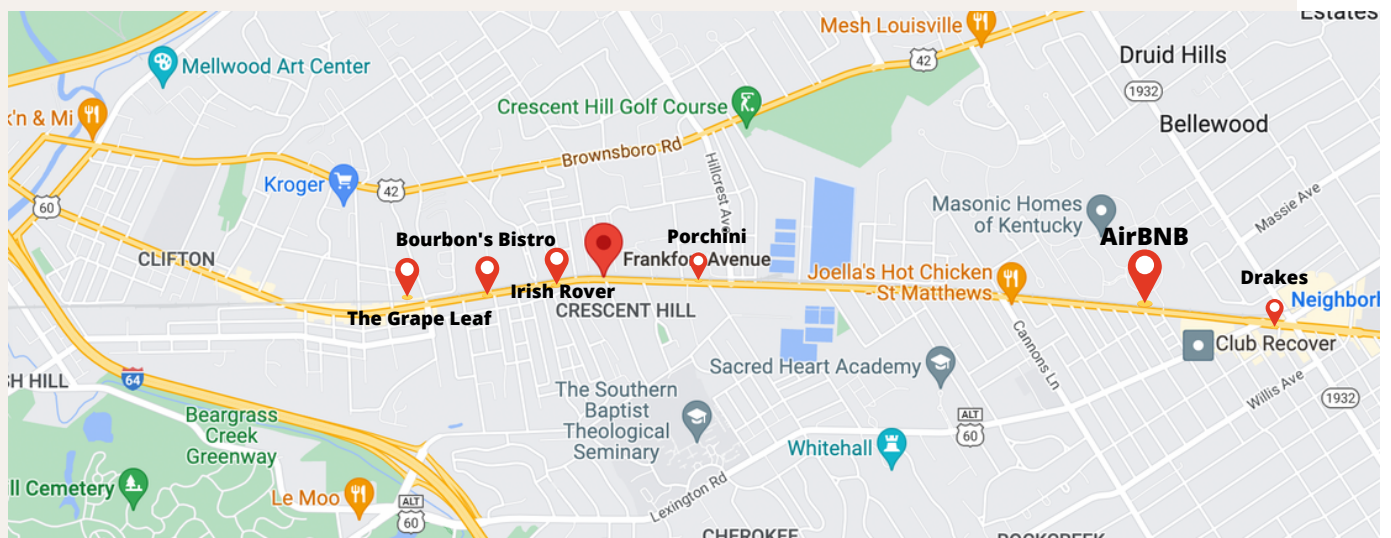 Estates
Mesh Louisville
Druid Hills
42
Mellwood Art Center
1932
Crescent Hill Golf Course
k'n & Mi
Bellewood
Brownsboro Rd
Hillcrest Ave
Kroger
42
Massie Ave
60
Masonic Homes
of Kentucky
AirBNB
Bourbon's Bistro
Porchini
CLIFTON
Frankfort Avenue
Joella's Hot Chicken
- St Matthews
Drakes
Neighborh
Irish Rover
CRESCENT HILL
The Grape Leaf
Cannons Ln
Club Recover
Sacred Heart Academy
SH HILL
64
Willis Ave
1932
The Southern
Baptist
Theological
Seminary
Beargrass
Creek
Greenway
ALT
60
Whitehall
ll Cemetery
Le Moo
ALT
60
Lexington Rd
CHEROKEE